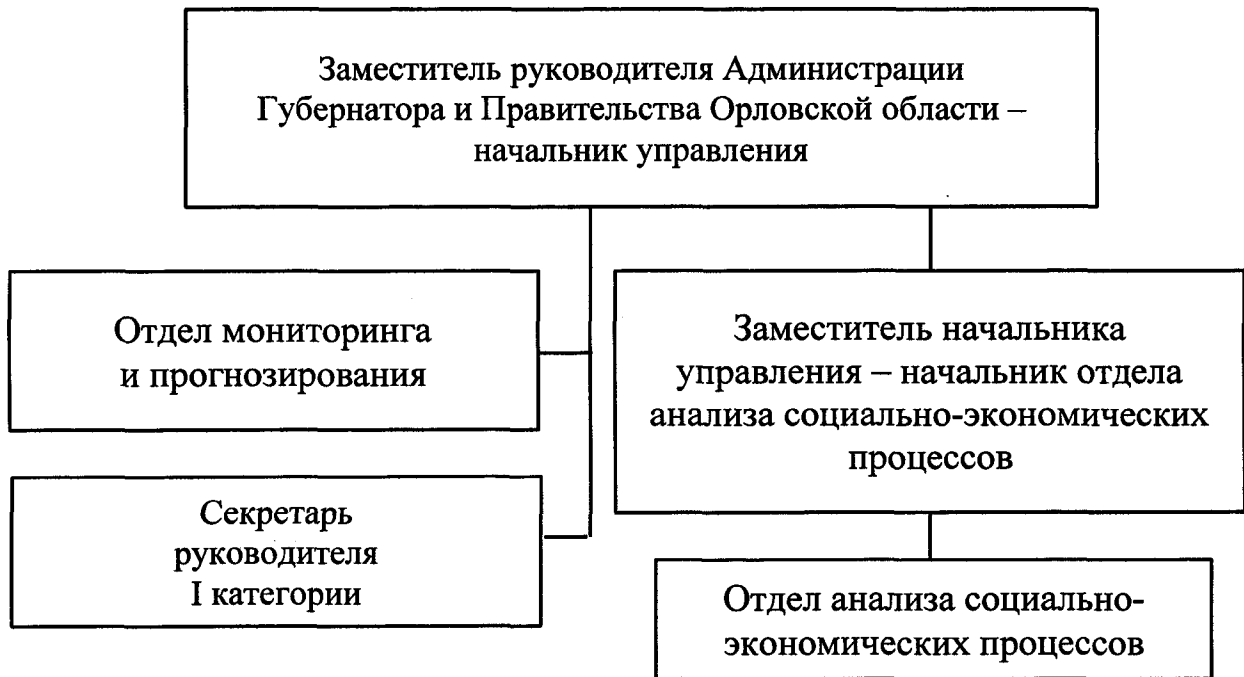 Заместитель руководителя Администрации
Губернатора и Правительства Орловской области –
начальник управления
Отдел мониторинга
и прогнозирования
Заместитель начальника
управления – начальник отдела
анализа социально-экономических
процессов
Секретарь
руководителя
I категории
Отдел анализа социально-
экономических процессов